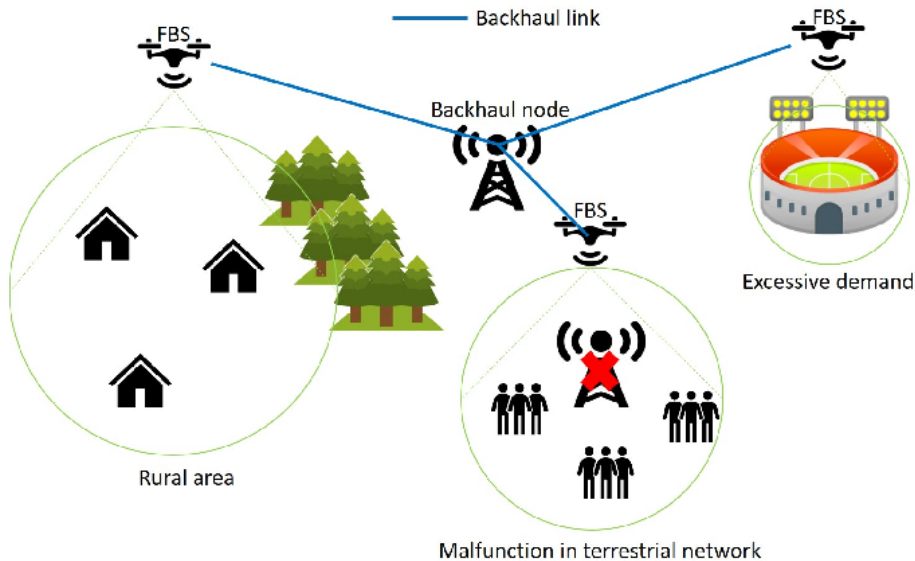 Backhaul link
FBS
FBS
Backhaul node
FBS
Excessive demand
Rural area
Malfunction in terrestrial network